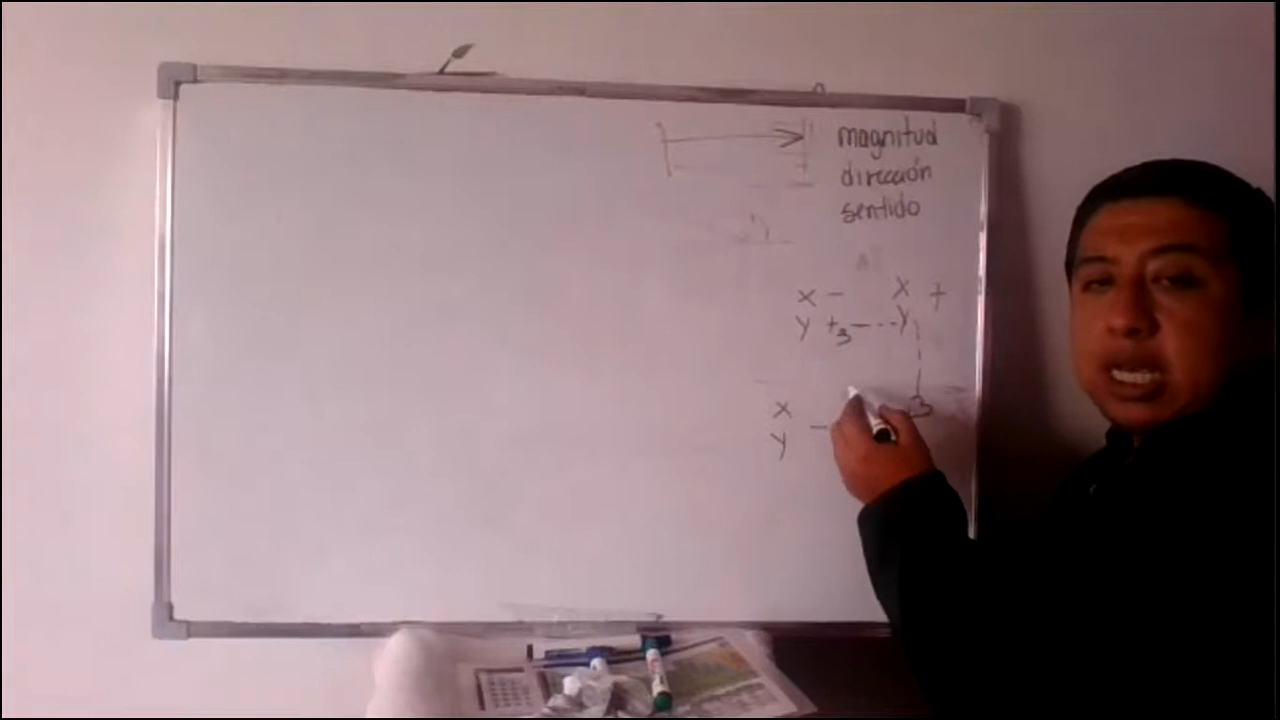 magnitud
dirección
sentido
X - X +
Y +3 --- Y
3
X
Y -